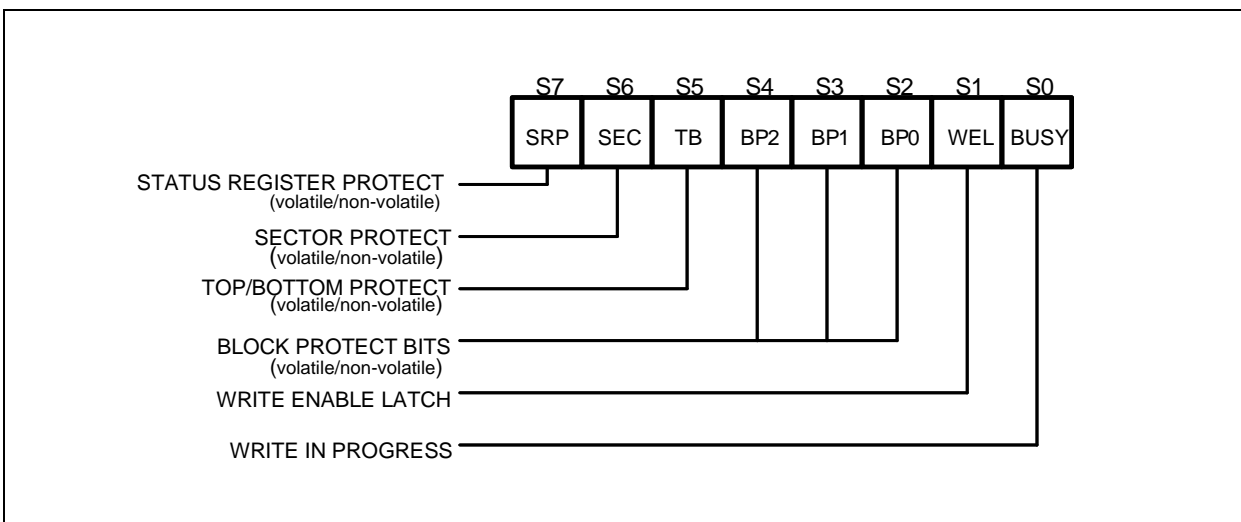 S7 S6 S5 S4 S3 S2 S1 S0
SRP SEC TB BP2 BP1 BP0 WEL BUSY
STATUS REGISTER PROTECT
(volatile/non-volatile)
SECTOR PROTECT
(volatile/non-volatile)
TOP/BOTTOM PROTECT
(volatile/non-volatile)
BLOCK PROTECT BITS
(volatile/non-volatile)
WRITE ENABLE LATCH
WRITE IN PROGRESS